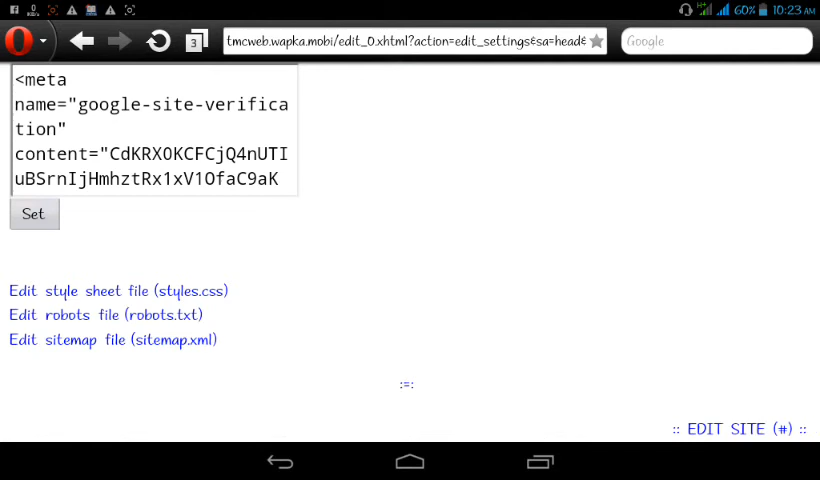 60% 10:23 AM
3 tmcweb.wapka.mobi/edit_0.xhtml?action=edit_settings&sa=head& Google
<meta
name="google-site-verifica
tion"
content="CdKRX0KCFCjQ4nUTI
uBSrnIjHmhztRx1xV1OfaC9aK
Set
Edit style sheet file (styles.css)
Edit robots file (robots.txt)
Edit sitemap file (sitemap.xml)
:=:
:: EDIT SITE (#) ::